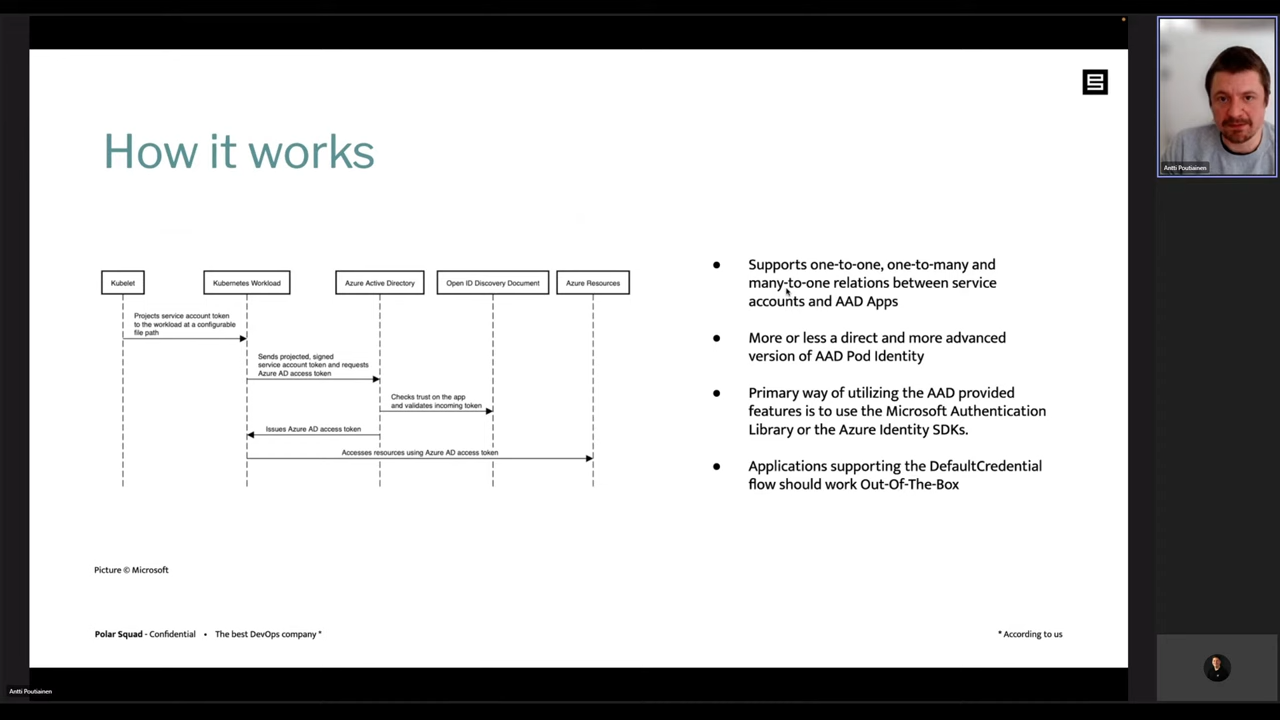 How it works
Kubelet
Kubernetes Workload
Azure Active Directory
Open ID Discovery Document
Azure Resources
Projects service account token
to the workload at a configurable
file path
Sends projected, signed
service account token and requests
Azure AD access token
Checks trust on the app
and validates incoming token
Issues Azure AD access token
Accesses resources using Azure AD access token
Supports one-to-one, one-to-many and
many-to-one relations between service
accounts and AAD Apps
More or less a direct and more advanced
version of AAD Pod Identity
Primary way of utilizing the AAD provided
features is to use the Microsoft Authentication
Library or the Azure Identity SDKs.
Applications supporting the DefaultCredential
flow should work Out-Of-The-Box
Picture © Microsoft
Polar Squad - Confidential • The best DevOps company *
* According to us
Antti Poutiainen
Antti Poutiainen